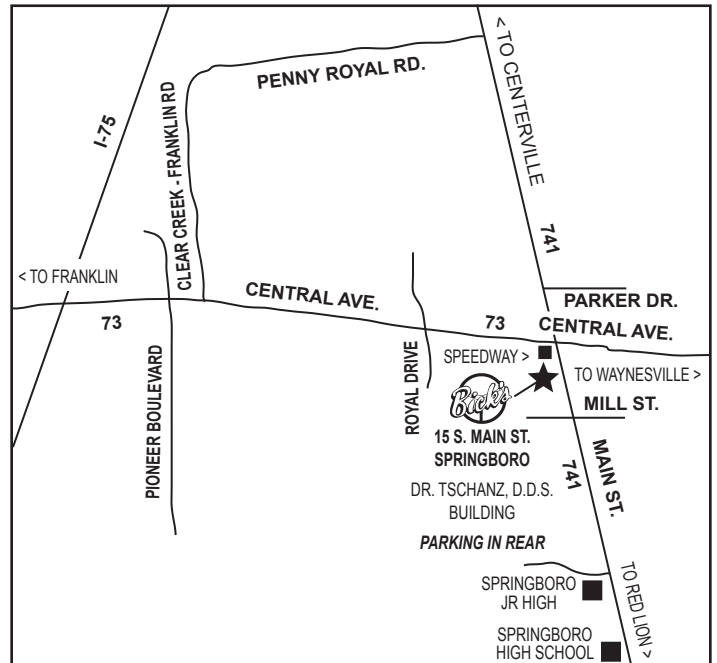 < TO CENTERVILLE
PENNY ROYAL RD.
I-75
CLEAR CREEK - FRANKLIN RD
741
< TO FRANKLIN
CENTRAL AVE.
PARKER DR.
73
73
CENTRAL AVE.
SPEEDWAY >
TO WAYNESVILLE >
PIONEER BOULEVARD
ROYAL DRIVE
Bick's
MILL ST.
15 S. MAIN ST.
SPRINGBORO
MAIN ST.
741
DR. TSCHANZ, D.D.S.
BUILDING
PARKING IN REAR
TO RED LION >
SPRINGBORO
JR HIGH
SPRINGBORO
HIGH SCHOOL